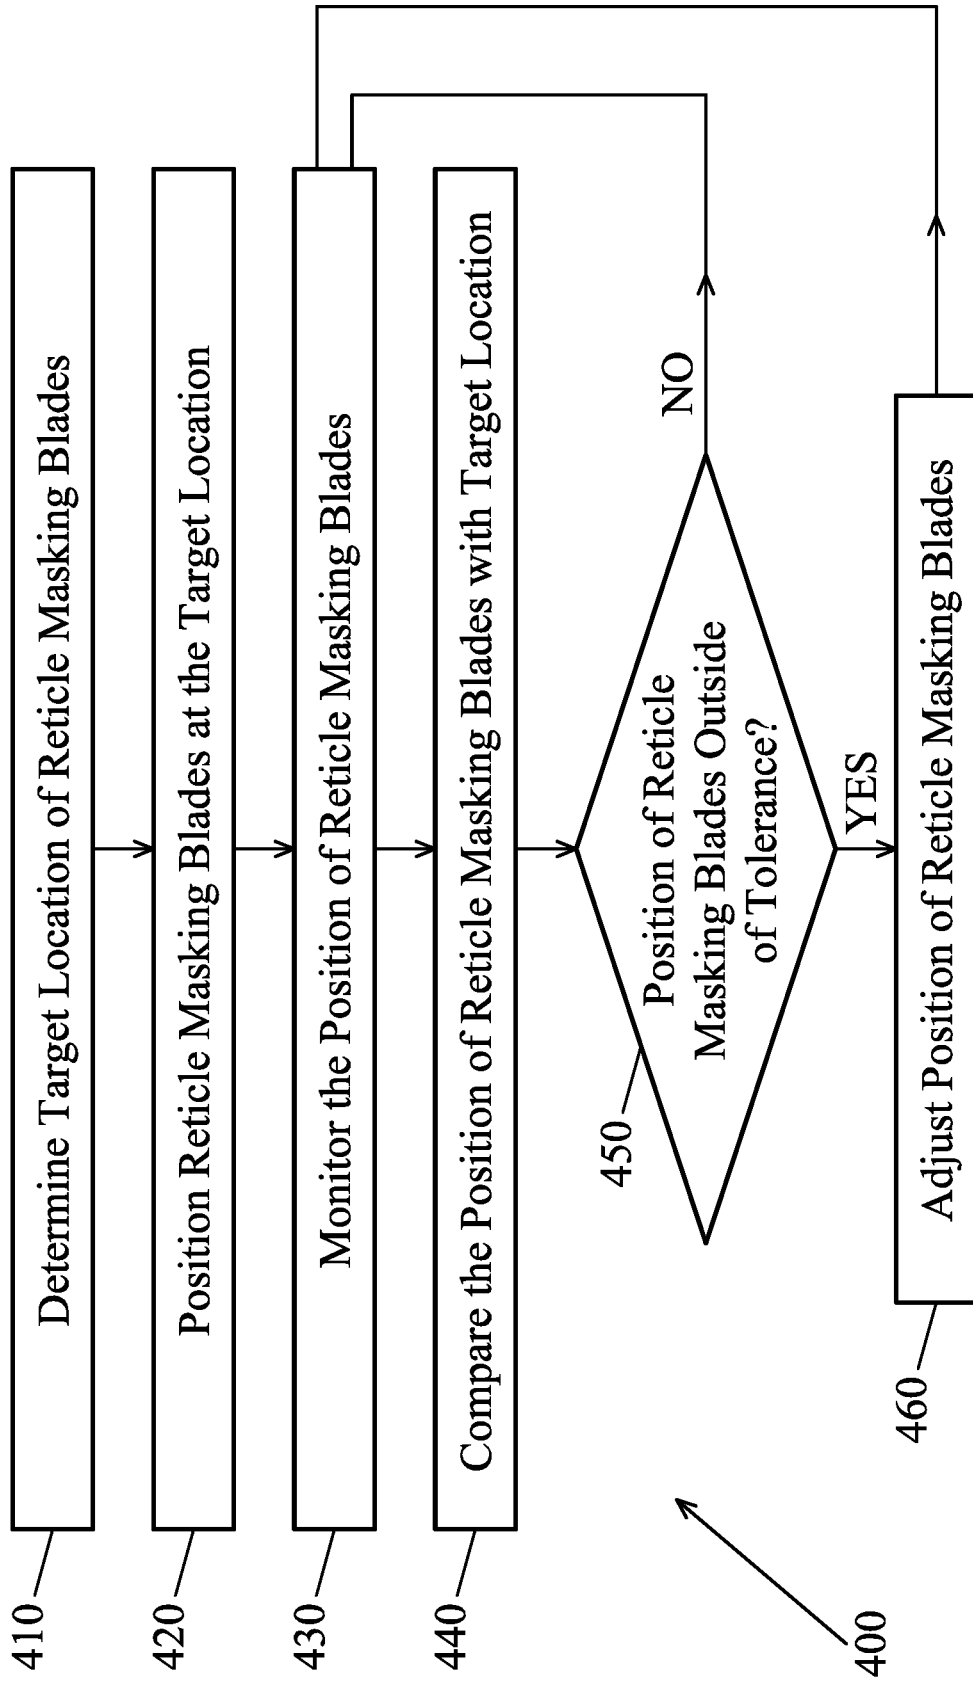 410
Determine Target Location of Reticle Masking Blades
420
Position Reticle Masking Blades at the Target Location
430
Monitor the Position of Reticle Masking Blades
440
Compare the Position of Reticle Masking Blades with Target Location
450
Position of Reticle
Masking Blades Outside
of Tolerance?
NO
YES
460
Adjust Position of Reticle Masking Blades
400